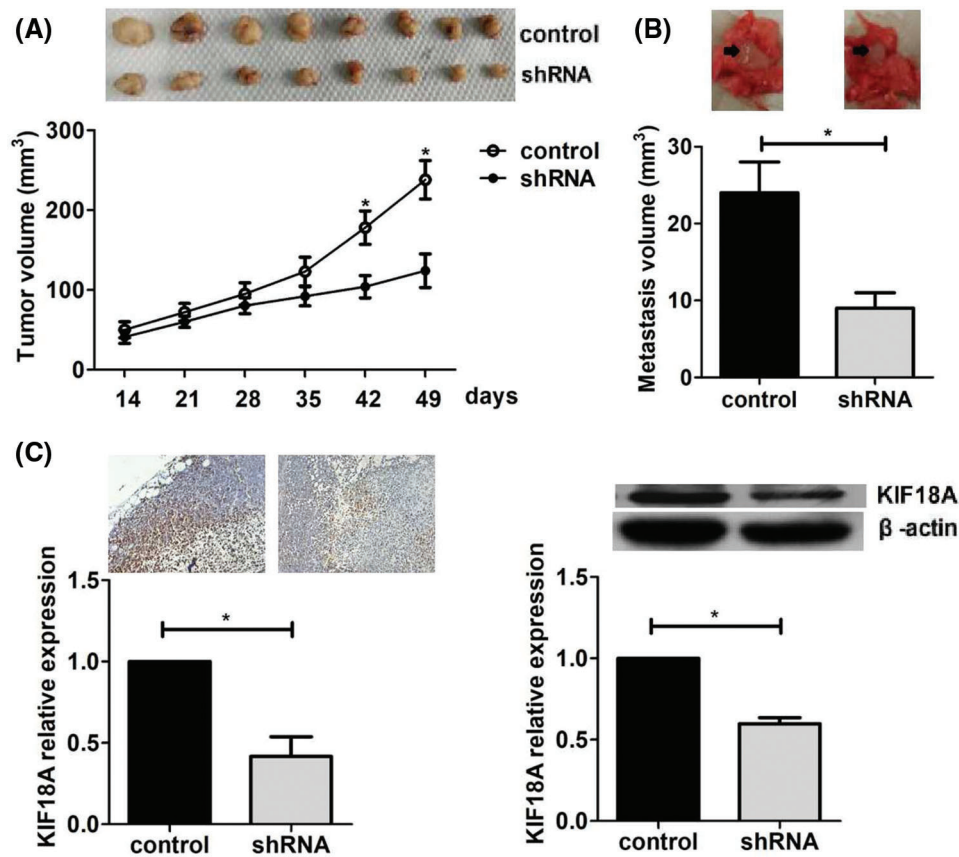 (A)
control
shRNA
Tumor volume (mm³)
300
200
100
0
* *
control
shRNA
14 21 28 35 42 49 days
(B)
*
Metastasis volume (mm³)
30
20
10
0
control shRNA
(C)
KIF18A relative expression
1.5
1.0
0.5
0.0
*
control shRNA
KIF18A
β -actin
KIF18A relative expression
1.5
1.0
0.5
0.0
*
control shRNA